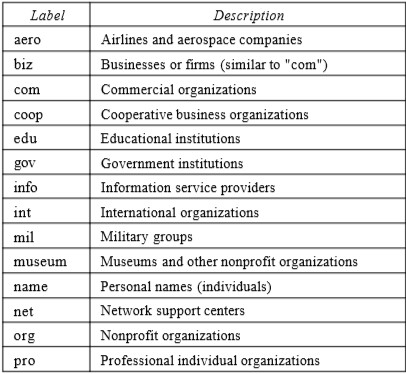 Label Description
aero Airlines and aerospace companies
biz Businesses or firms (similar to "com")
com Commercial organizations
coop Cooperative business organizations
edu Educational institutions
gov Government institutions
info Information service providers
int International organizations
mil Military groups
museum Museums and other nonprofit organizations
name Personal names (individuals)
net Network support centers
org Nonprofit organizations
pro Professional individual organizations